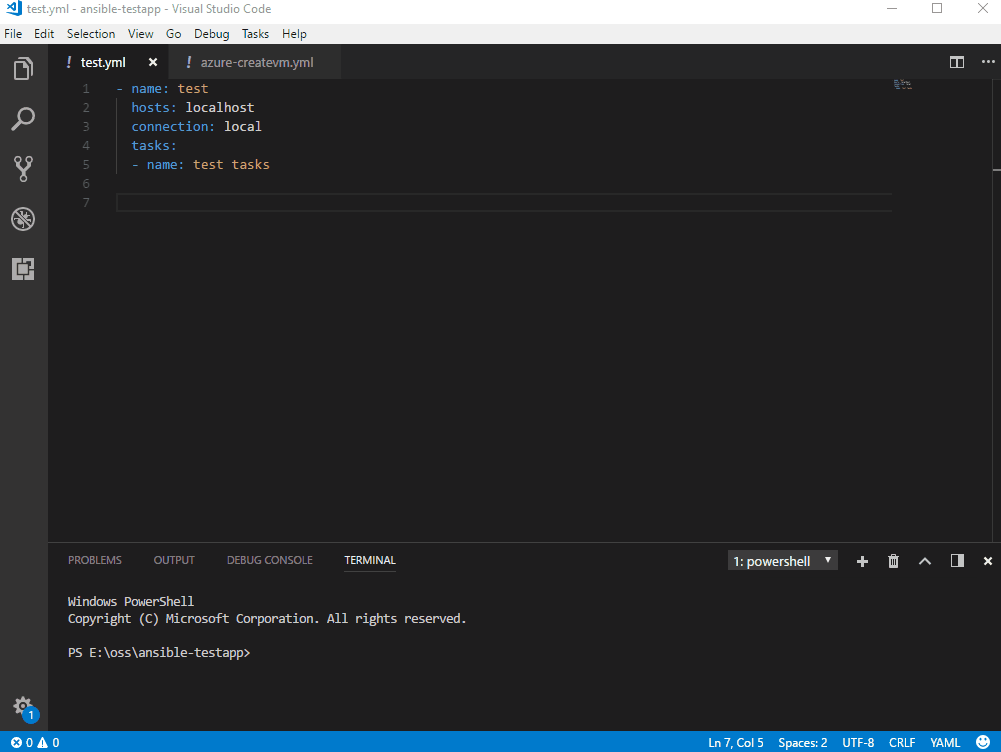 test.yml - ansible-testapp - Visual Studio Code
File Edit Selection View Go Debug Tasks Help
! test.yml × ! azure-createvm.yml
1 - name: test
2 hosts: localhost
3 connection: local
4 tasks:
5 - name: test tasks
6
7
PROBLEMS OUTPUT DEBUG CONSOLE TERMINAL 1: powershell
Windows PowerShell
Copyright (C) Microsoft Corporation. All rights reserved.
PS E:\oss\ansible-testapp>
1
0 0 Ln 7, Col 5 Spaces: 2 UTF-8 CRLF YAML